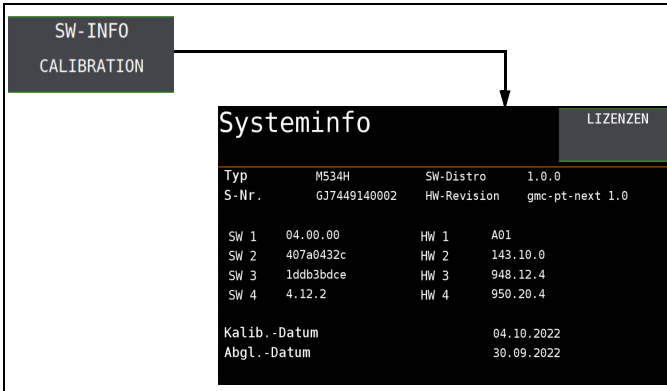 SW-INFO
CALIBRATION
Systeminfo
LIZENZEN
Typ M534H SW-Distro 1.0.0
S-Nr. GJ7449140002 HW-Revision gmc-pt-next 1.0
SW 1 04.00.00 HW 1 A01
SW 2 407a0432c HW 2 143.10.0
SW 3 1ddb3bdce HW 3 948.12.4
SW 4 4.12.2 HW 4 950.20.4
Kalib.-Datum 04.10.2022
Abgl.-Datum 30.09.2022